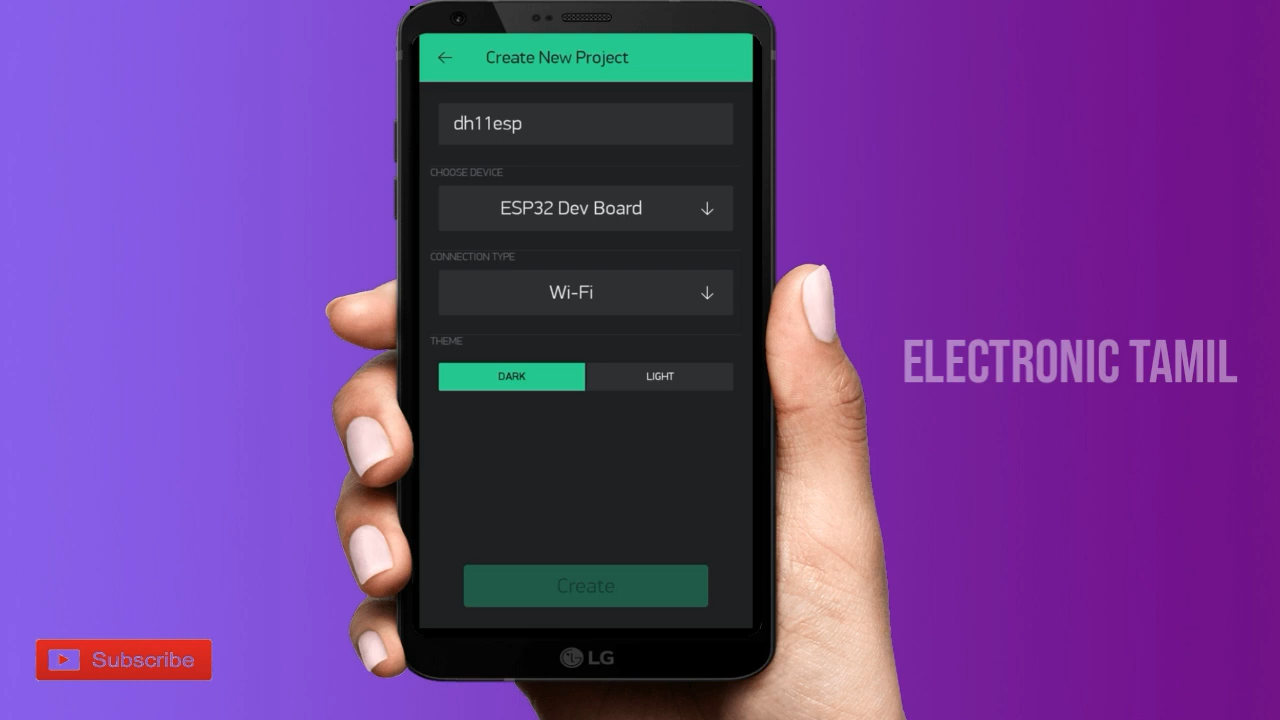 Create New Project
dh11esp
CHOOSE DEVICE
ESP32 Dev Board
CONNECTION TYPE
Wi-Fi
THEME
DARK
LIGHT
Create
LG
ELECTRONIC TAMIL
Subscribe